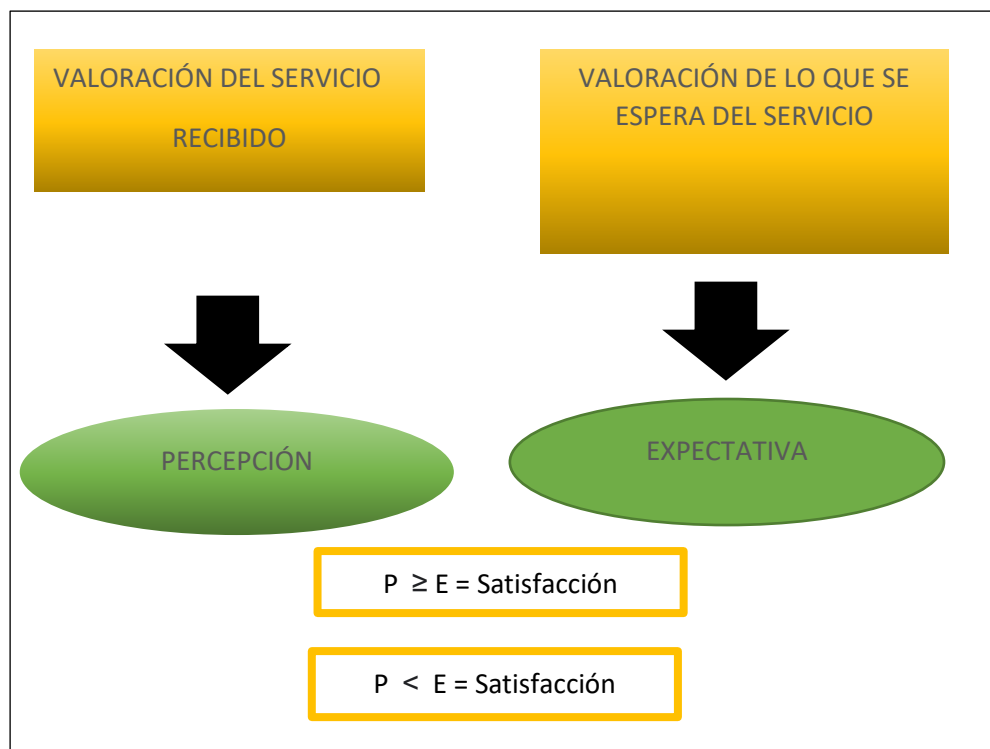 VALORACIÓN DEL SERVICIO
RECIBIDO
VALORACIÓN DE LO QUE SE
ESPERA DEL SERVICIO
PERCEPCIÓN
EXPECTATIVA
P ≥ E = Satisfacción
P < E = Satisfacción